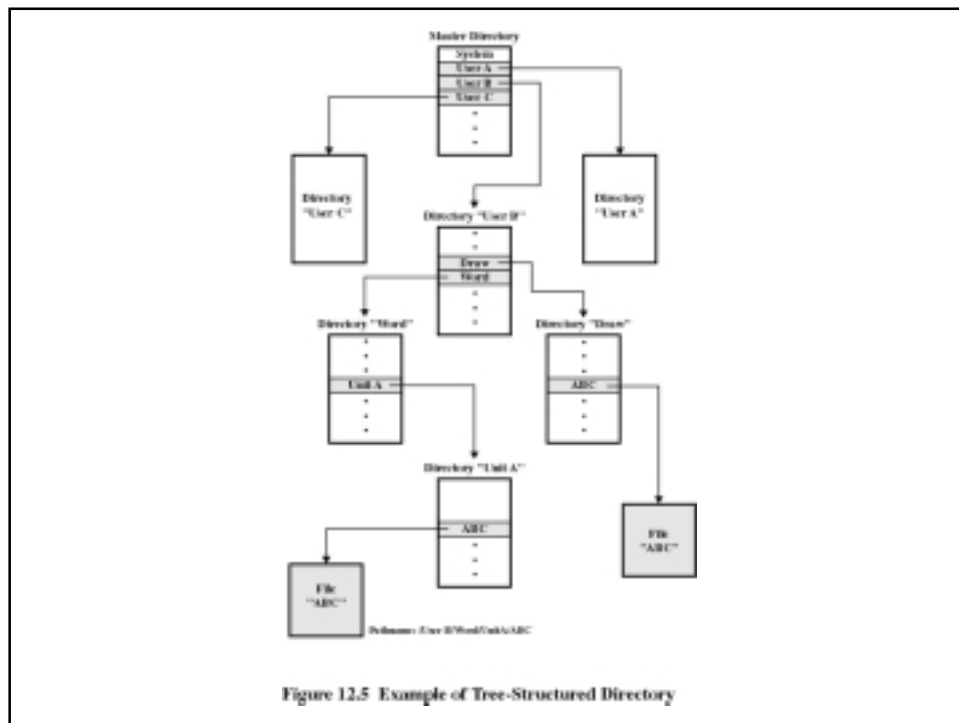 Master Directory
System
User A
User B
User C
Directory
"User C"
Directory
"User A"
Directory "User B"
Draw
Word
Directory "Word"
Directory "Draw"
Unit A
ABC
Directory "Unit A"
ABC
File
"ABC"
File
"ABC"
Pathname: /User B/Word/UnitA/ABC
Figure 12.5 Example of Tree-Structured Directory